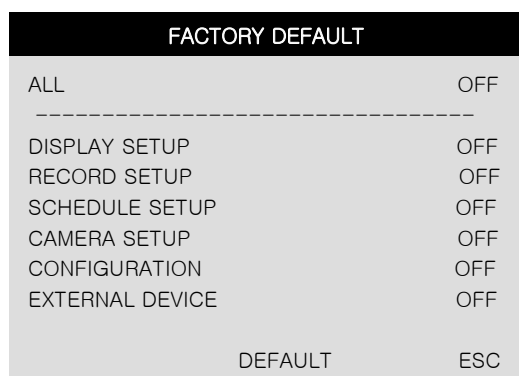 FACTORY DEFAULT
ALL OFF
---------------------------------
DISPLAY SETUP OFF
RECORD SETUP OFF
SCHEDULE SETUP OFF
CAMERA SETUP OFF
CONFIGURATION OFF
EXTERNAL DEVICE OFF
DEFAULT ESC